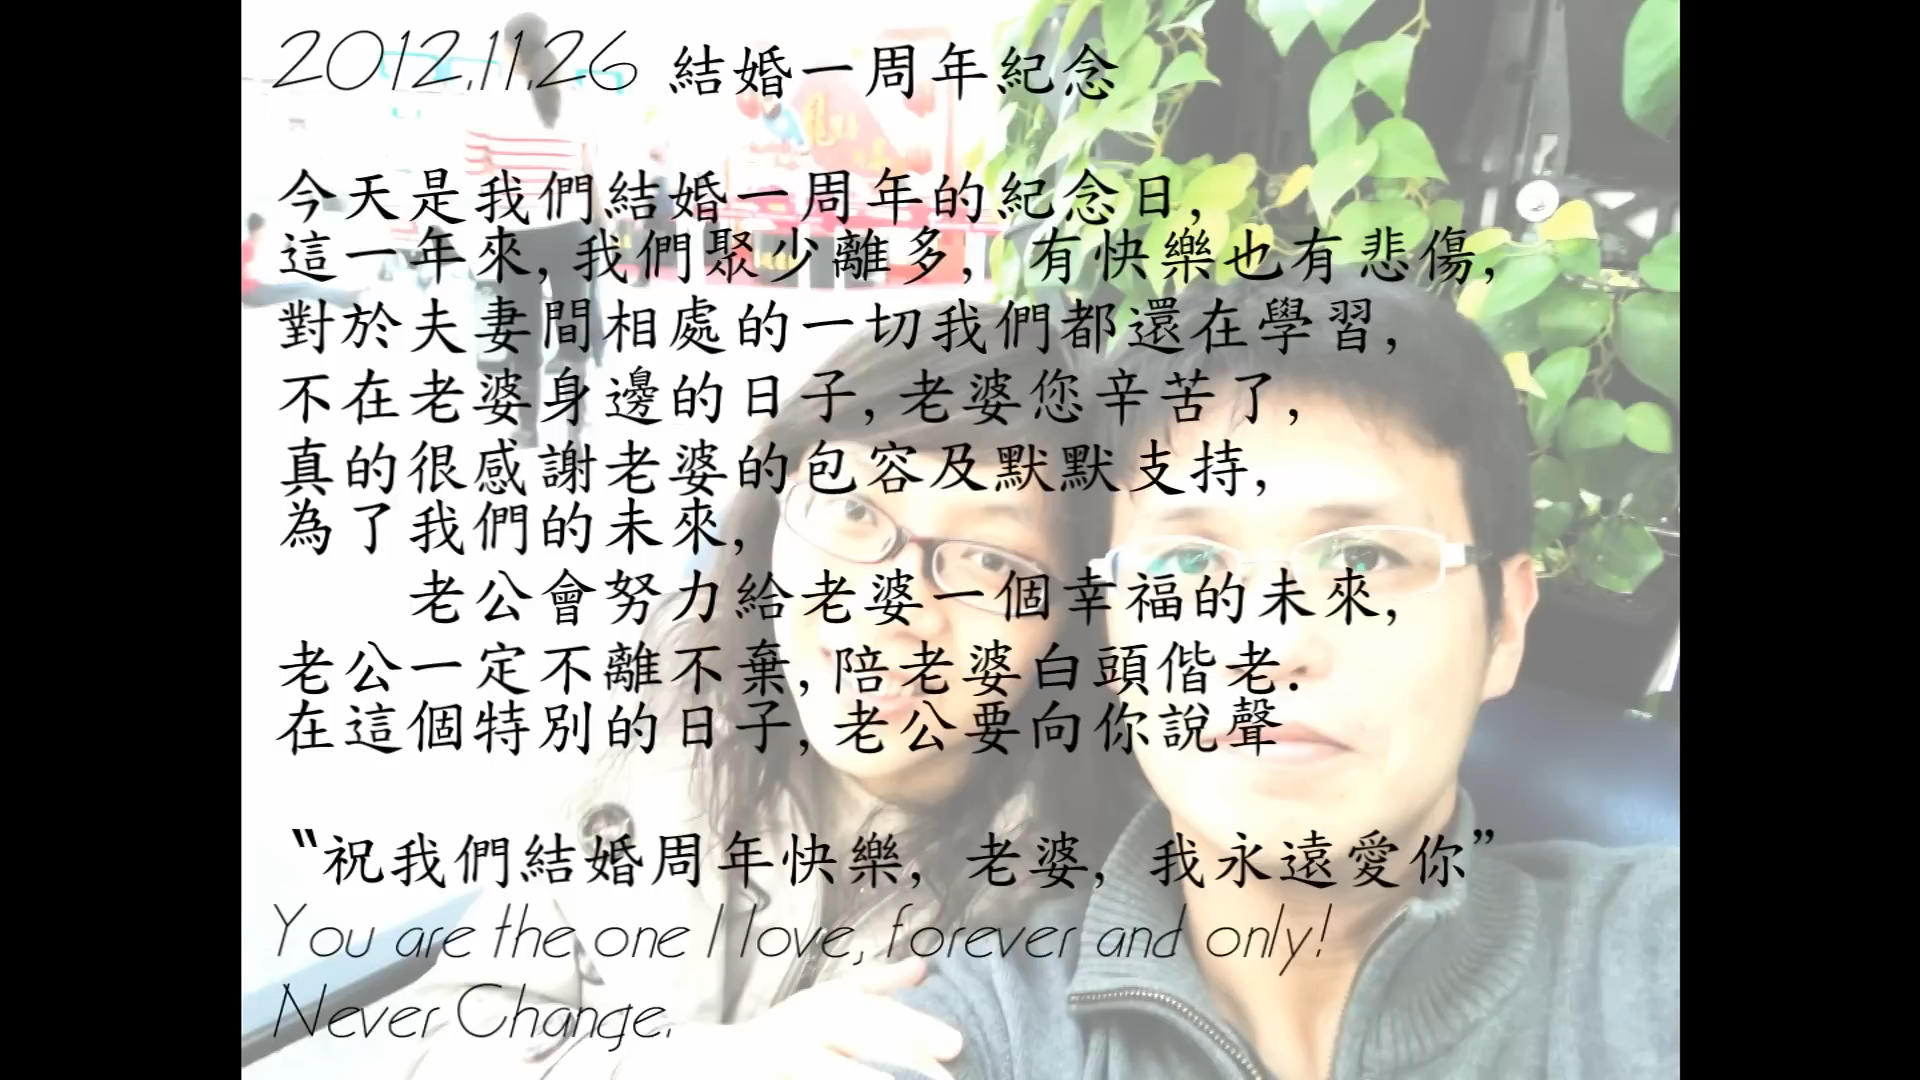 2012.11.26 結婚一周年紀念
今天是我們結婚一周年的紀念日,
這一年來, 我們聚少離多, 有快樂也有悲傷,
對於夫妻間相處的一切我們都還在學習,
不在老婆身邊的日子, 老婆您辛苦了,
真的很感謝老婆的包容及默默支持,
為了我們的未來,
老公會努力給老婆一個幸福的未來,
老公一定不離不棄, 陪老婆白頭偕老.
在這個特別的日子, 老公要向你說聲
“祝我們結婚周年快樂, 老婆, 我永遠愛你”
You are the one I love, forever and only!
Never Change.